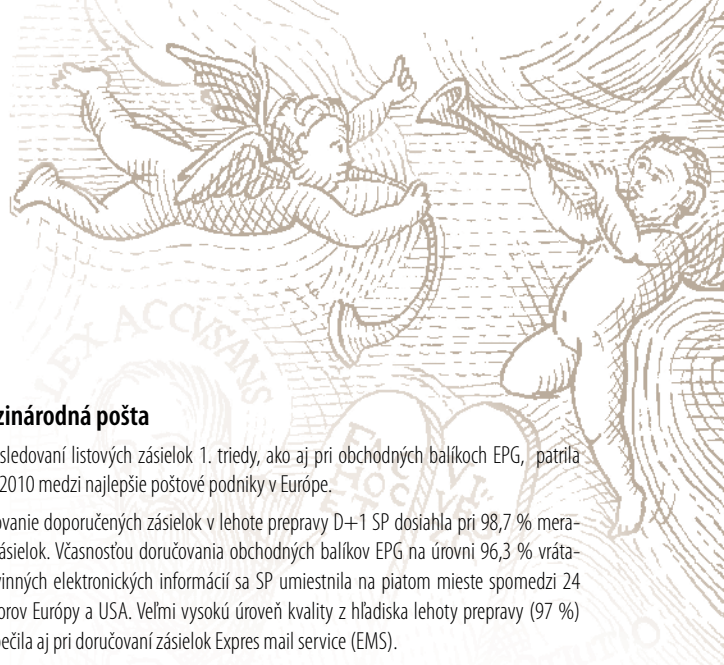 LEX ACCVSANS
zinárodná pošta
sledovaní listových zásielok 1. triedy, ako aj pri obchodných balíkoch EPG, patrila
2010 medzi najlepšie poštové podniky v Európe.
ovanie doporučených zásielok v lehote prepravy D+1 SP dosiahla pri 98,7 % mera-
ásielok. Včasnosťou doručovania obchodných balíkov EPG na úrovni 96,3 % vráta-
vinných elektronických informácií sa SP umiestnila na piatom mieste spomedzi 24
orov Európy a USA. Veľmi vysokú úroveň kvality z hľadiska lehoty prepravy (97 %)
ečila aj pri doručovaní zásielok Expres mail service (EMS).